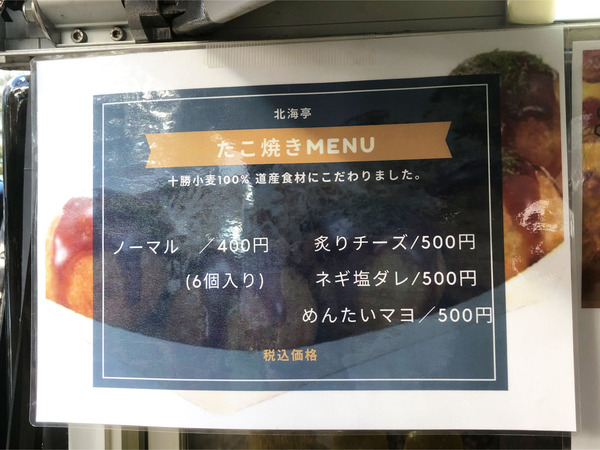 北海亭
たこ焼きMENU
十勝小麦100% 道産食材にこだわりました。
ノーマル ／400円
(6個入り)
炙りチーズ/500円
ネギ塩ダレ/500円
めんたいマヨ／500円
税込価格